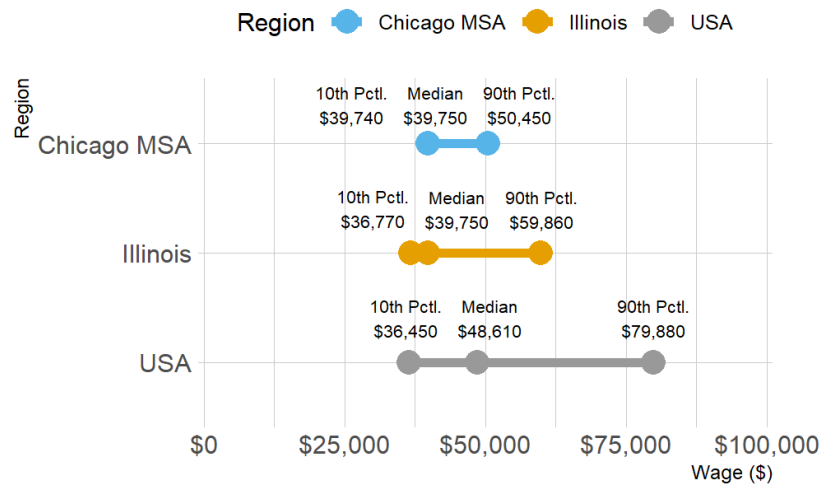 Region Chicago MSA Illinois USA
Region
10th Pctl. Median 90th Pctl.
$39,740 $39,750 $50,450
Chicago MSA
10th Pctl. Median 90th Pctl.
$36,770 $39,750 $59,860
Illinois
10th Pctl. Median 90th Pctl.
$36,450 $48,610 $79,880
USA
$0 $25,000 $50,000 $75,000 $100,000
Wage ($)